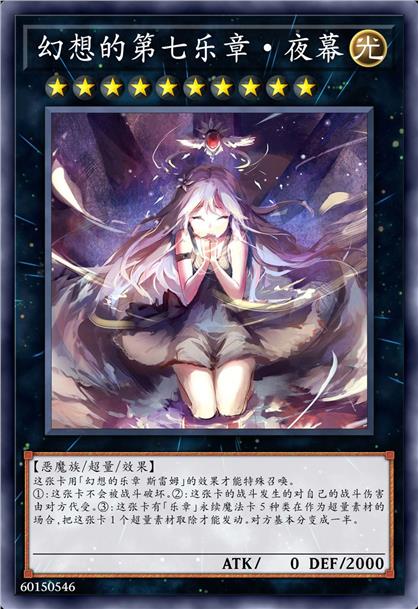 幻想的第七乐章·夜幕
光
【恶魔族/超量/效果】
这张卡用「幻想的乐章 斯雷姆」的效果才能特殊召唤。
①:这张卡不会被战斗破坏。②:这张卡的战斗发生的对自己的战斗伤害
由对方代受。③:这张卡有「乐章」永续魔法卡5种类在作为超量素材的
场合,把这张卡1个超量素材取除才能发动。对方基本分变成一半。
ATK/ 0 DEF/2000
60150546